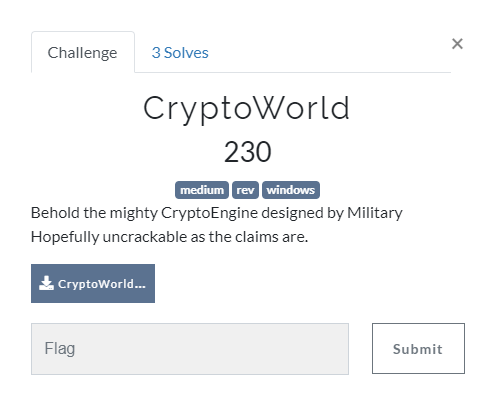 Challenge
3 Solves
×
CryptoWorld
230
medium rev windows
Behold the mighty CryptoEngine designed by Military
Hopefully uncrackable as the claims are.
CryptoWorld...
Flag
Submit